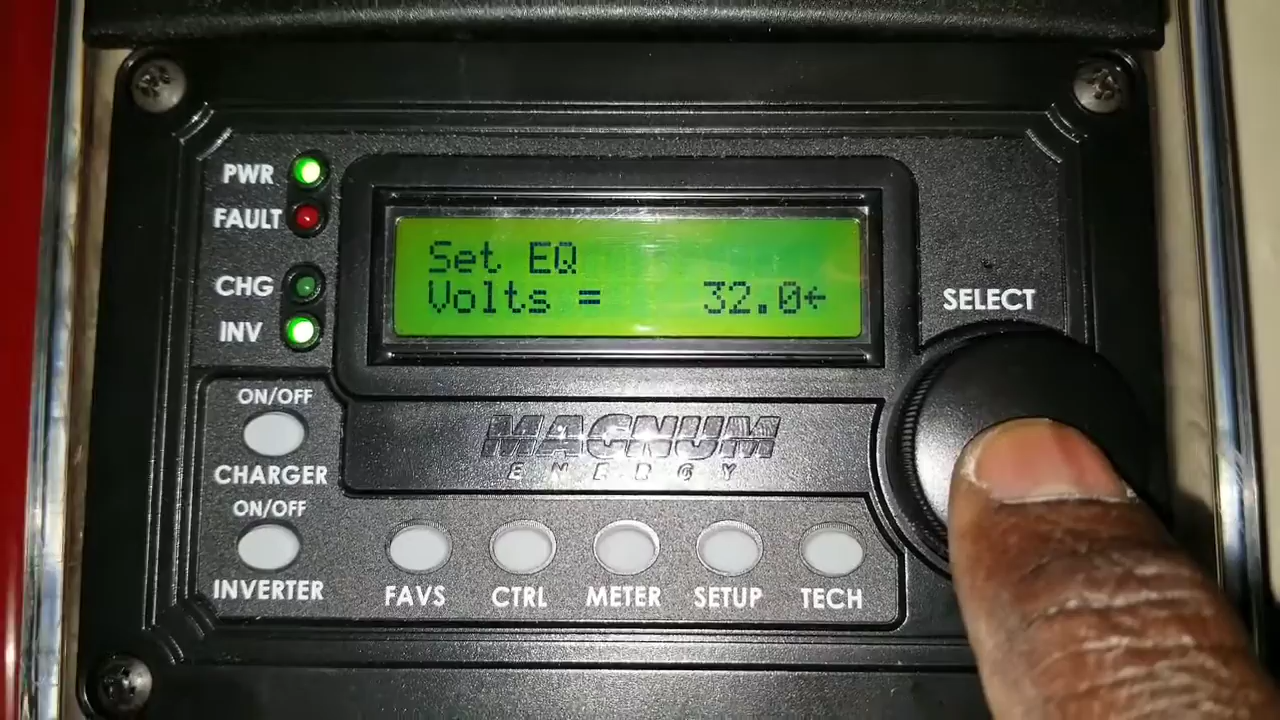 PWR
FAULT
CHG
INV
Set EQ
Volts = 32.0←
SELECT
ON/OFF
CHARGER
ON/OFF
INVERTER
MAGNUM
ENERGY
FAVS
CTRL
METER
SETUP
TECH